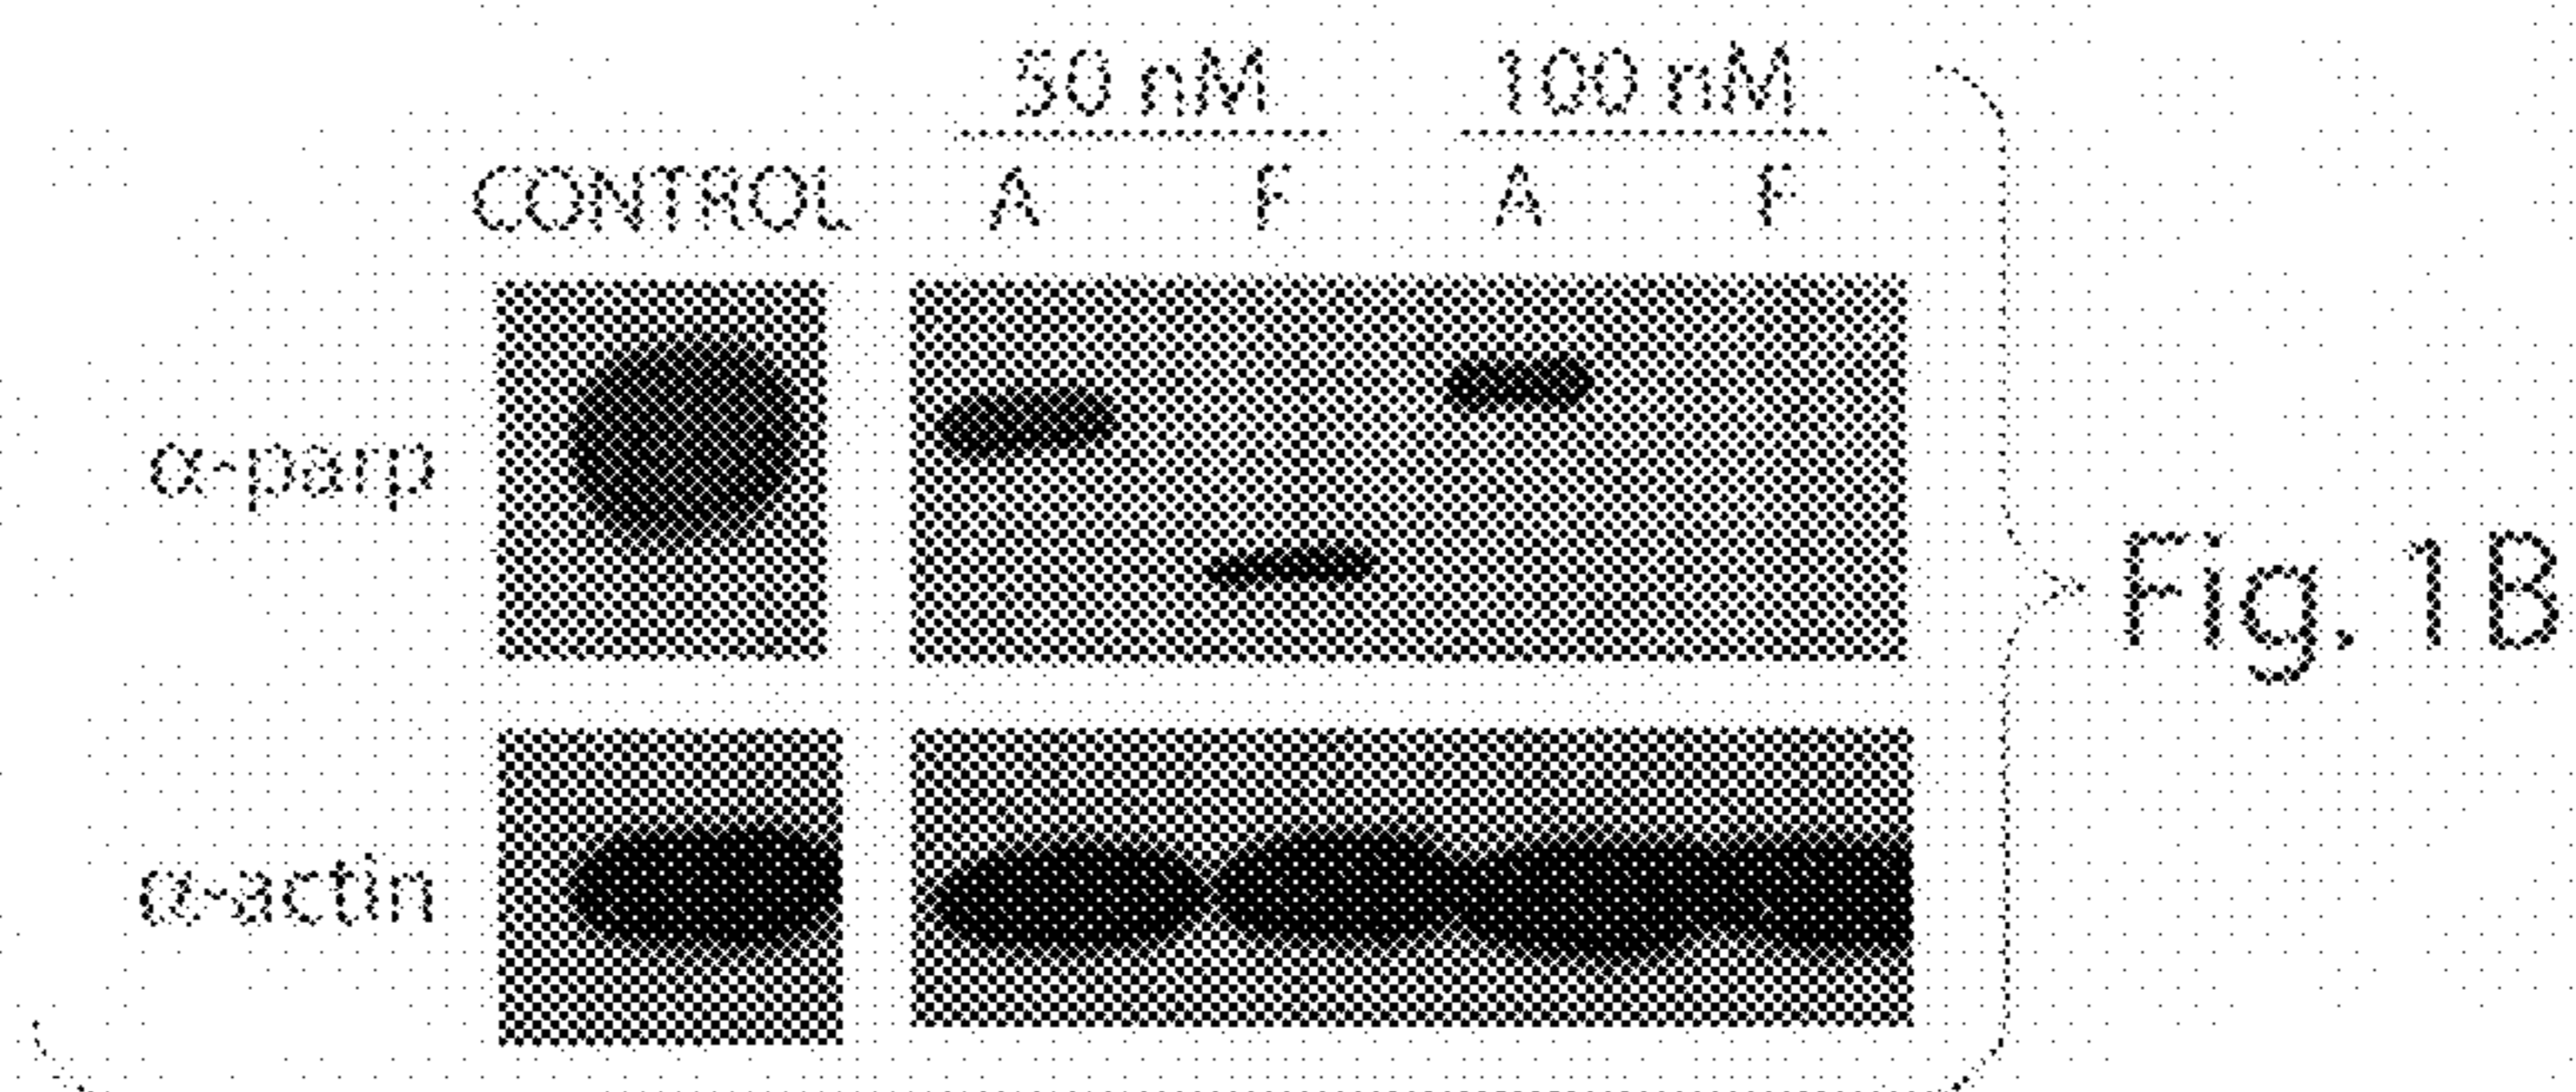 50 nM 100 nM
CONTROL A F A F
α-parp
α-actin
Fig. 1B